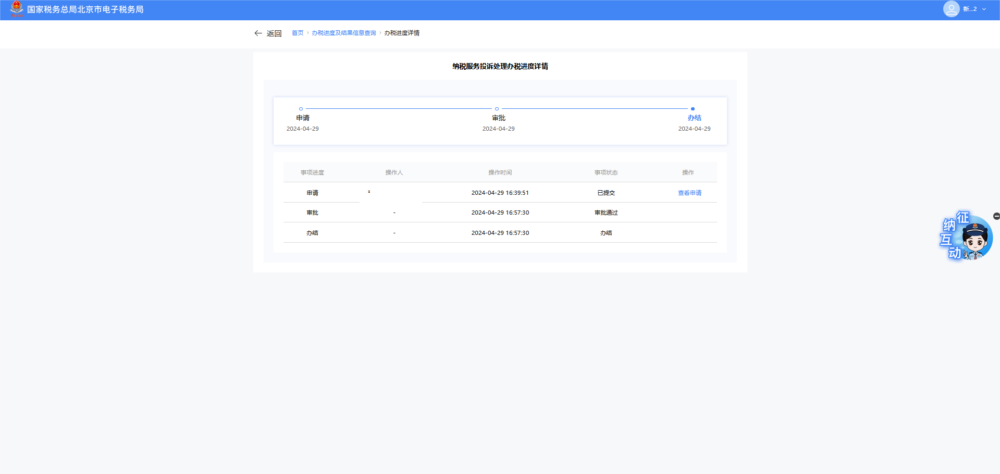 国家税务总局北京市电子税务局
新...2
返回 首页 > 办税进度及结果信息查询 > 办税进度详情
纳税服务投诉处理办税进度详情
申请 审批 办结
2024-04-29 2024-04-29 2024-04-29
事项进度 操作人 操作时间 事项状态 操作
申请 2024-04-29 16:39:51 已提交 查看申请
审批 - 2024-04-29 16:57:30 审批通过
办结 - 2024-04-29 16:57:30 办结
征
纳
互
动